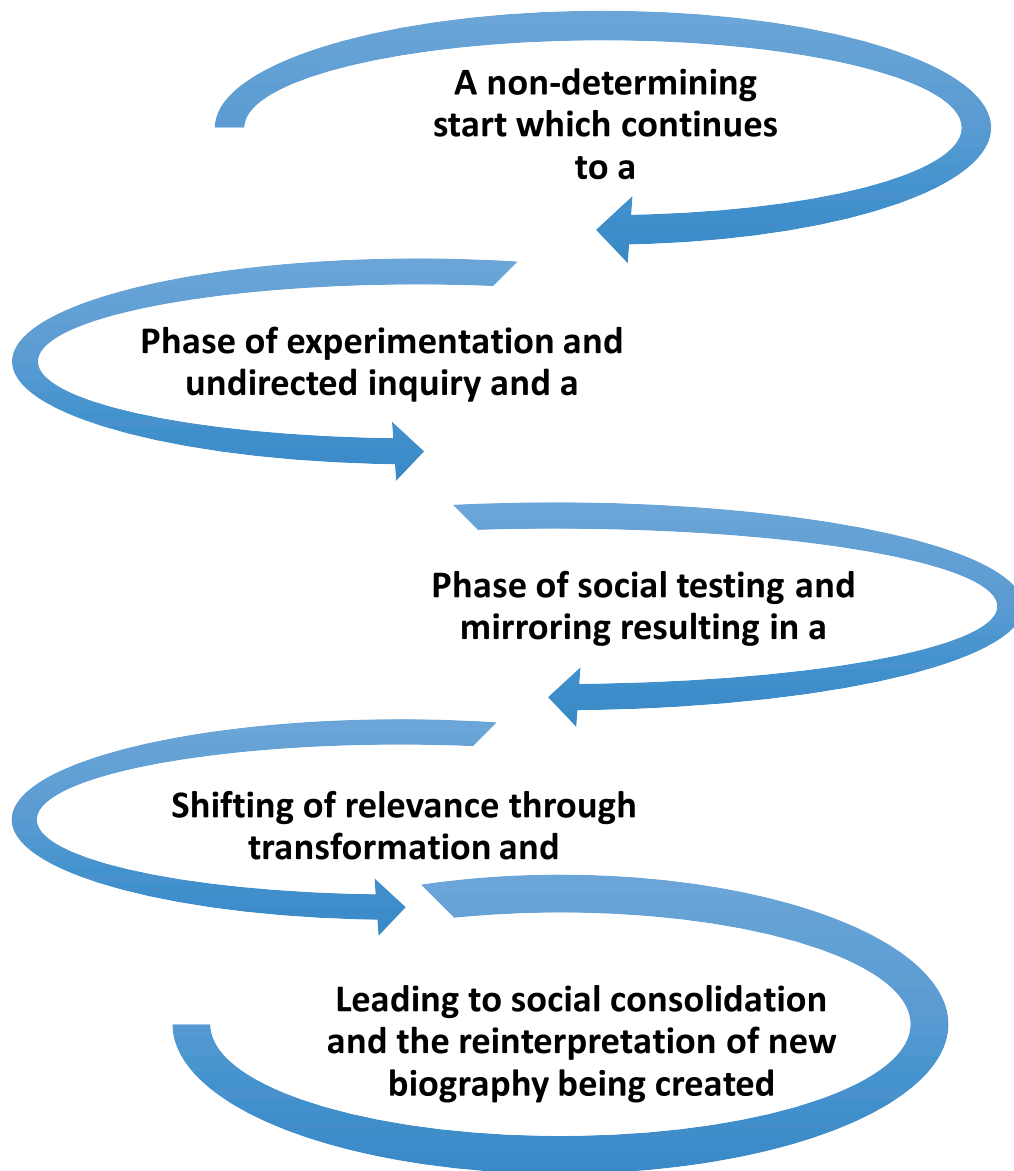 A non-determining
start which continues
to a
Phase of experimentation and
undirected inquiry and a
Phase of social testing and
mirroring resulting in a
Shifting of relevance through
transformation and
Leading to social consolidation
and the reinterpretation of new
biography being created